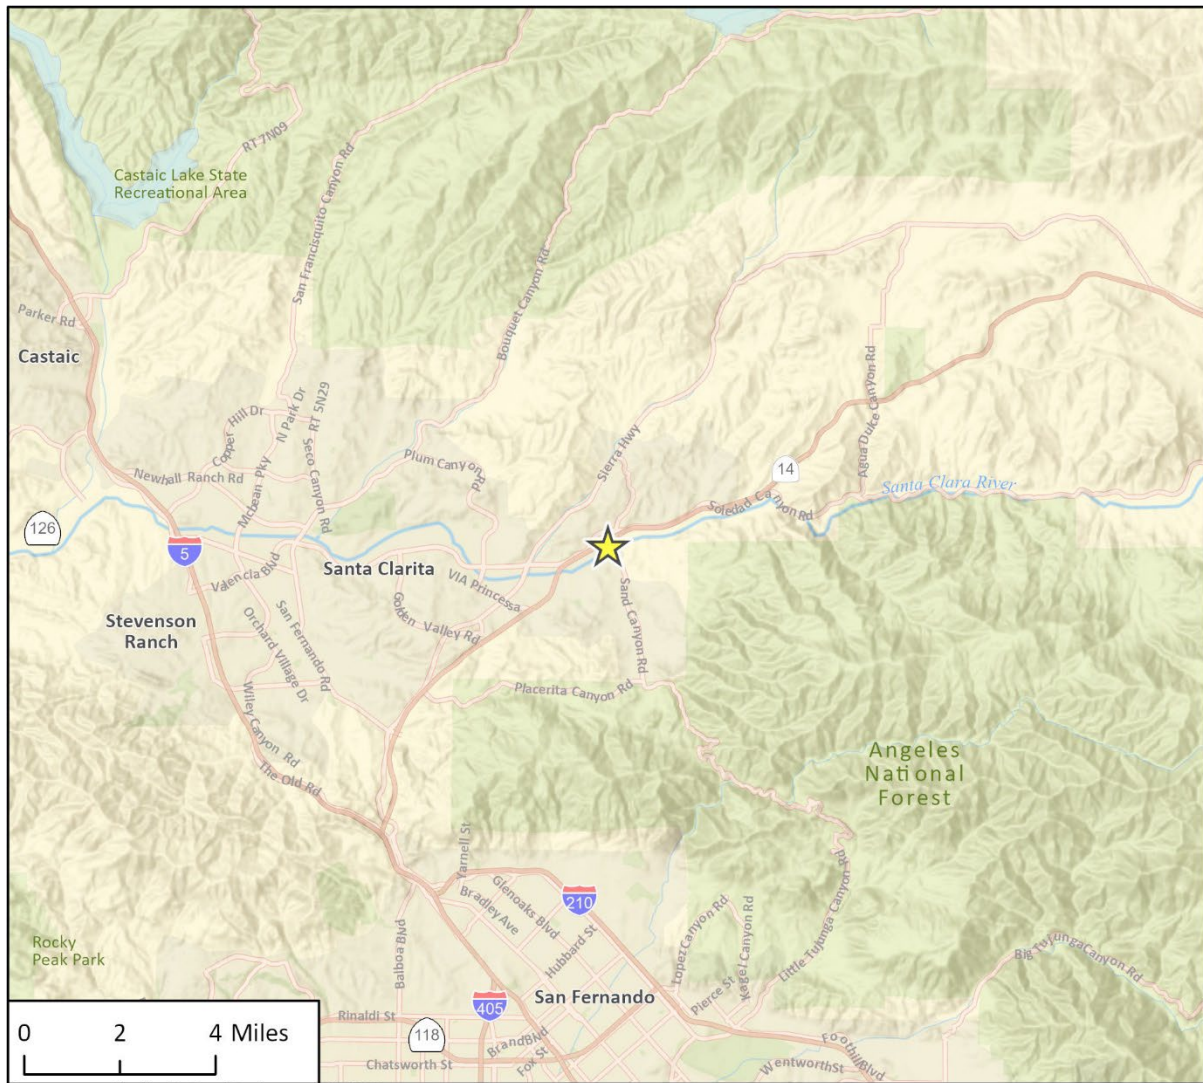 RT 7N09
Castaic Lake State
Recreational Area
San Francisquito Canyon Rd
Bouquet Canyon Rd
Parker Rd
Castaic
Agua Dulce Canyon Rd
Copper Hill Dr
N Park Dr
RT 5N29
Sierra Hwy
Newhall Ranch Rd
Mcbean Pky
Seco Canyon Rd
Plum Canyon Rd
14
Santa Clara River
Soledad Canyon Rd
126
5
Valencia Blvd
Santa Clarita
VIA Princessa
Golden Valley Rd
Sand Canyon Rd
Stevenson
Ranch
Orchard Village Dr
San Fernando Rd
Placerita Canyon Rd
Wiley Canyon Rd
The Old Rd
Angeles
National
Forest
Yarnell St
Glenoaks Blvd
Bradley Ave
210
Hubbard St
Balboa Blvd
Lopez Canyon Rd
Kagel Canyon Rd
Little Tujunga Canyon Rd
Big Tujunga Canyon Rd
Rocky
Peak Park
San Fernando
Pierce St
405
Rinaldi St
118
Brand Blvd
Fox St
Chatsworth St
Foothill Blvd
Wentworth St
0 2 4 Miles